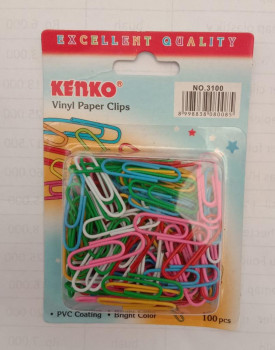 EXCELLENT QUALITY
KENKO®
NO.3100
Vinyl Paper Clips
• PVC Coating • Bright Color
100 pcs